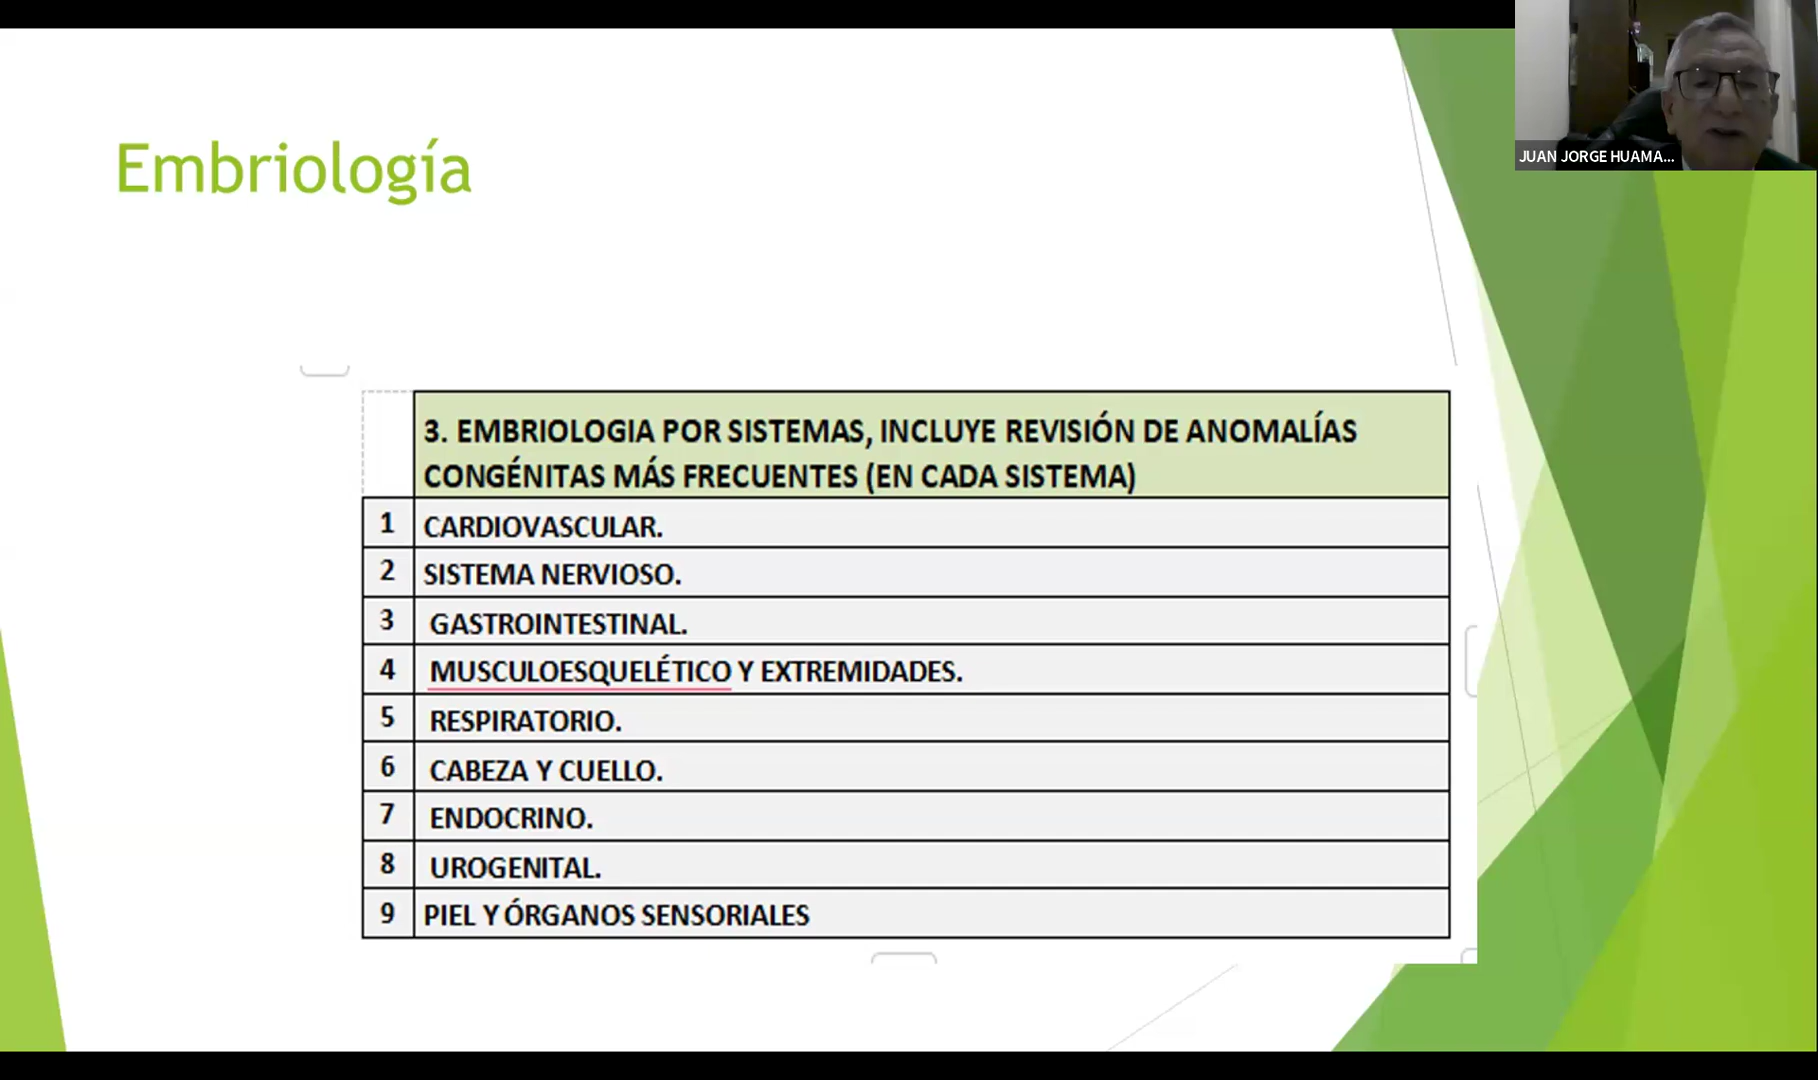 JUAN JORGE HUAMA...
Embriología
3. EMBRIOLOGIA POR SISTEMAS, INCLUYE REVISIÓN DE ANOMALÍAS
CONGÉNITAS MÁS FRECUENTES (EN CADA SISTEMA)
1 CARDIOVASCULAR.
2 SISTEMA NERVIOSO.
3 GASTROINTESTINAL.
4 MUSCULOESQUELÉTICO Y EXTREMIDADES.
5 RESPIRATORIO.
6 CABEZA Y CUELLO.
7 ENDOCRINO.
8 UROGENITAL.
9 PIEL Y ÓRGANOS SENSORIALES